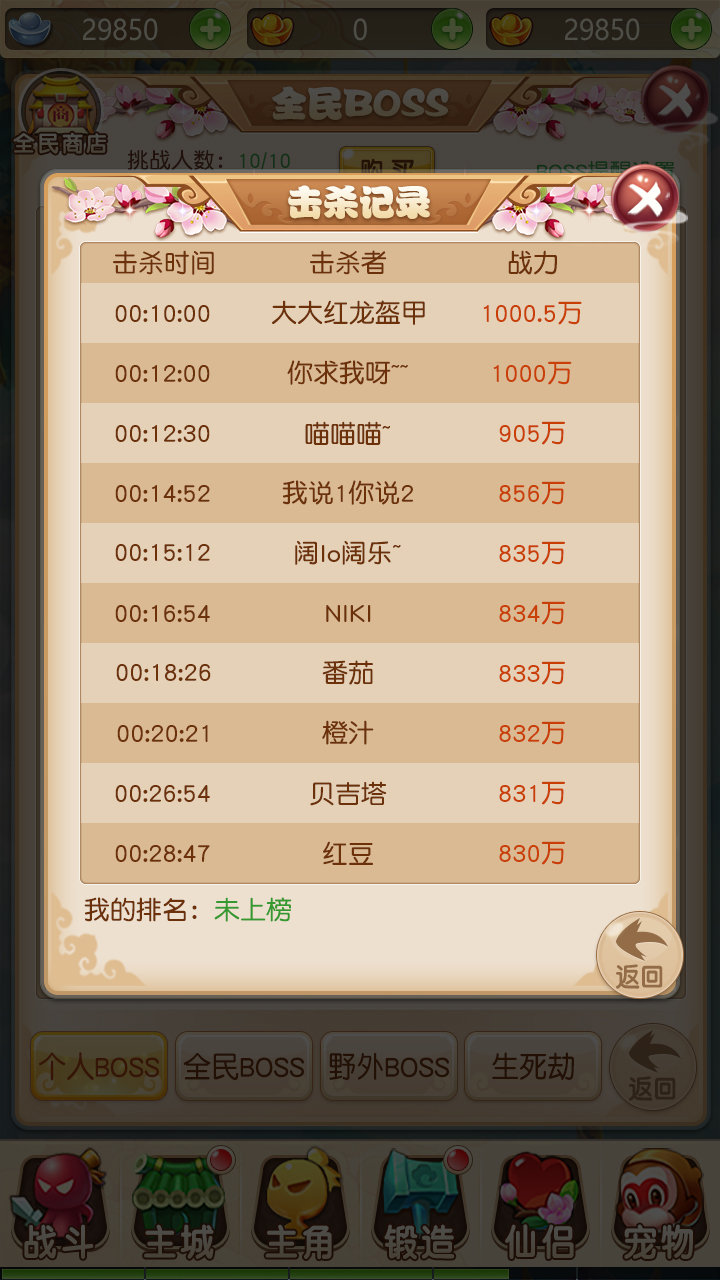 29850 0 29850
全民BOSS
全民商店
挑战人数：10/10 购买 BOSS提醒设置
击杀记录
击杀时间 击杀者 战力
00:10:00 大大红龙盔甲 1000.5万
00:12:00 你求我呀~~ 1000万
00:12:30 喵喵喵~ 905万
00:14:52 我说1你说2 856万
00:15:12 阔lo阔乐~ 835万
00:16:54 NIKI 834万
00:18:26 番茄 833万
00:20:21 橙汁 832万
00:26:54 贝吉塔 831万
00:28:47 红豆 830万
我的排名：未上榜
返回
个人BOSS 全民BOSS 野外BOSS 生死劫 返回
战斗 主城 主角 锻造 仙侣 宠物